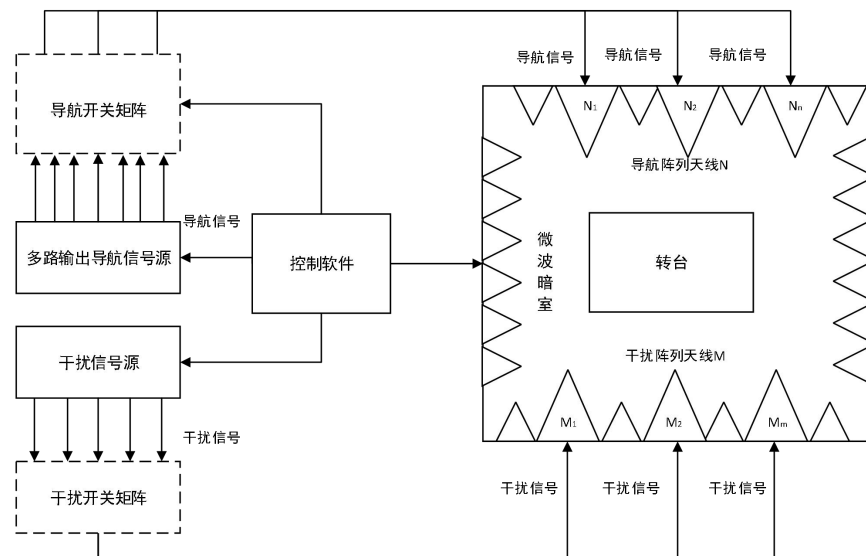 导航信号
导航信号
导航信号
导航开关矩阵
N1
N2
Nn
导航阵列天线N
导航信号
多路输出导航信号源
控制软件
微波暗室
转台
干扰信号源
干扰阵列天线M
干扰信号
M1
M2
Mm
干扰开关矩阵
干扰信号
干扰信号
干扰信号